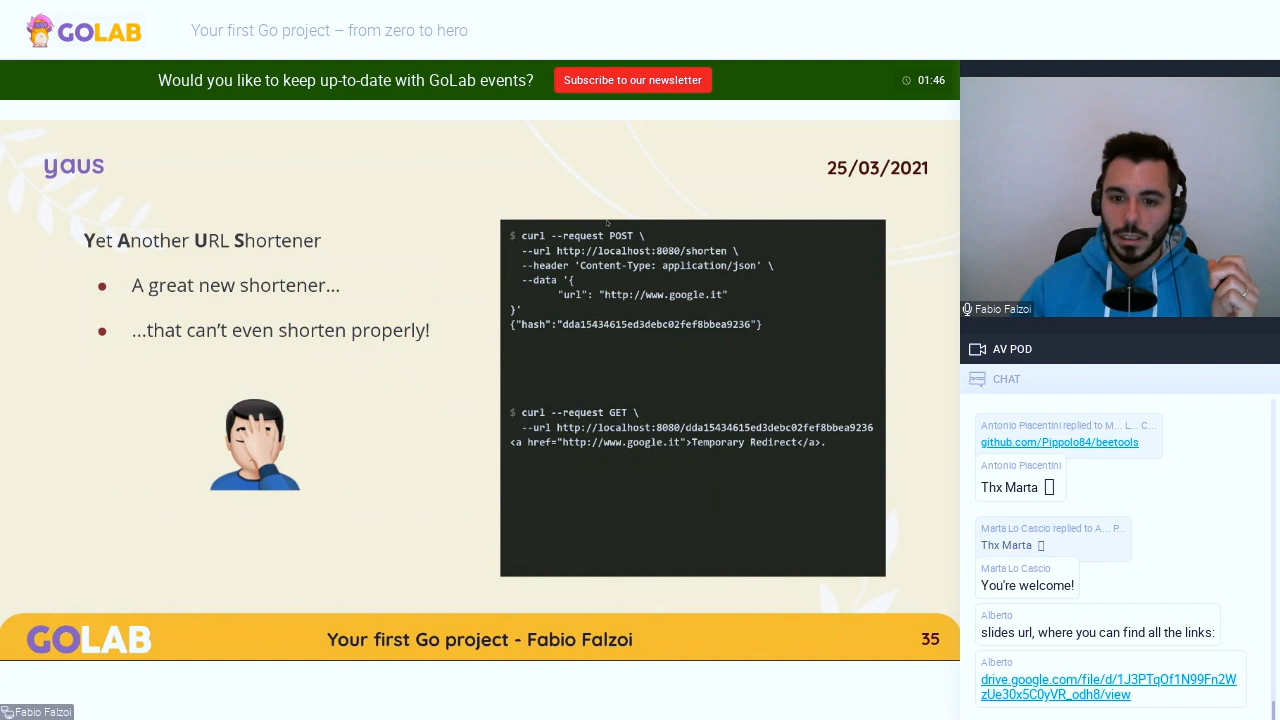 GOLAB
Your first Go project – from zero to hero
Would you like to keep up-to-date with GoLab events?
Subscribe to our newsletter
01:46
yaus
25/03/2021
Yet Another URL Shortener
A great new shortener...
...that can’t even shorten properly!
$ curl --request POST \
--url http://localhost:8080/shorten \
--header 'Content-Type: application/json' \
--data '{
"url": "http://www.google.it"
}'
{"hash":"dda15434615ed3debc02fef8bbea9236"}
$ curl --request GET \
--url http://localhost:8080/dda15434615ed3debc02fef8bbea9236
<a href="http://www.google.it">Temporary Redirect</a>.
GOLAB
Your first Go project - Fabio Falzoi
35
Fabio Falzoi
Fabio Falzoi
AV POD
CHAT
Antonio Piacentini replied to M... L... C...
github.com/Pippolo84/beetools
Antonio Piacentini
Thx Marta
Marta Lo Cascio replied to A... P...
Thx Marta
Marta Lo Cascio
You're welcome!
Alberto
slides url, where you can find all the links:
Alberto
drive.google.com/file/d/1J3PTqOf1N99Fn2W
zUe30x5C0yVR_odh8/view